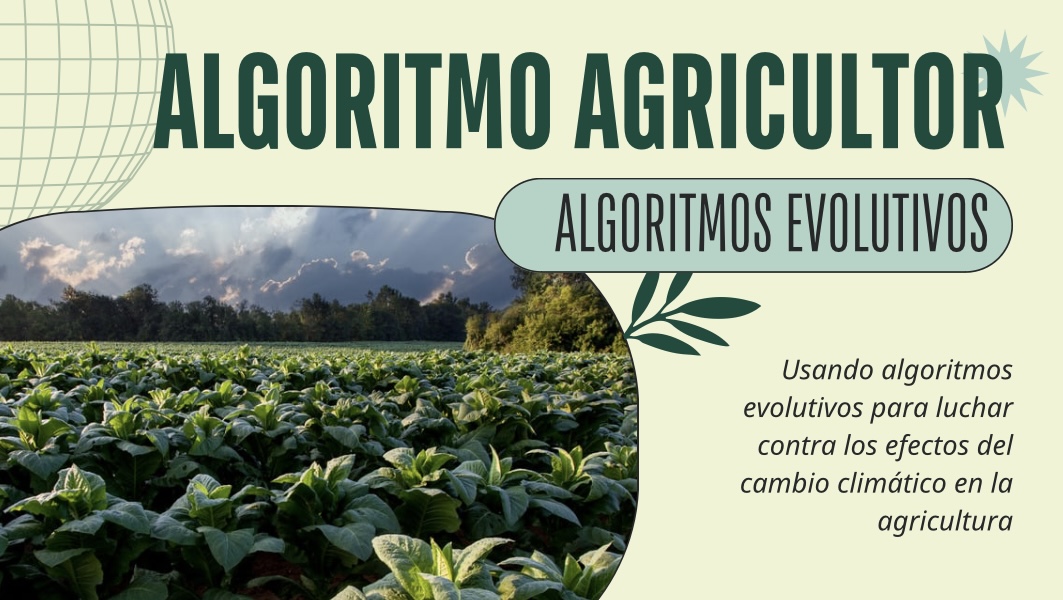 ALGORITMO AGRICULTOR
ALGORITMOS EVOLUTIVOS
Usando algoritmos
evolutivos para luchar
contra los efectos del
cambio climático en la
agricultura